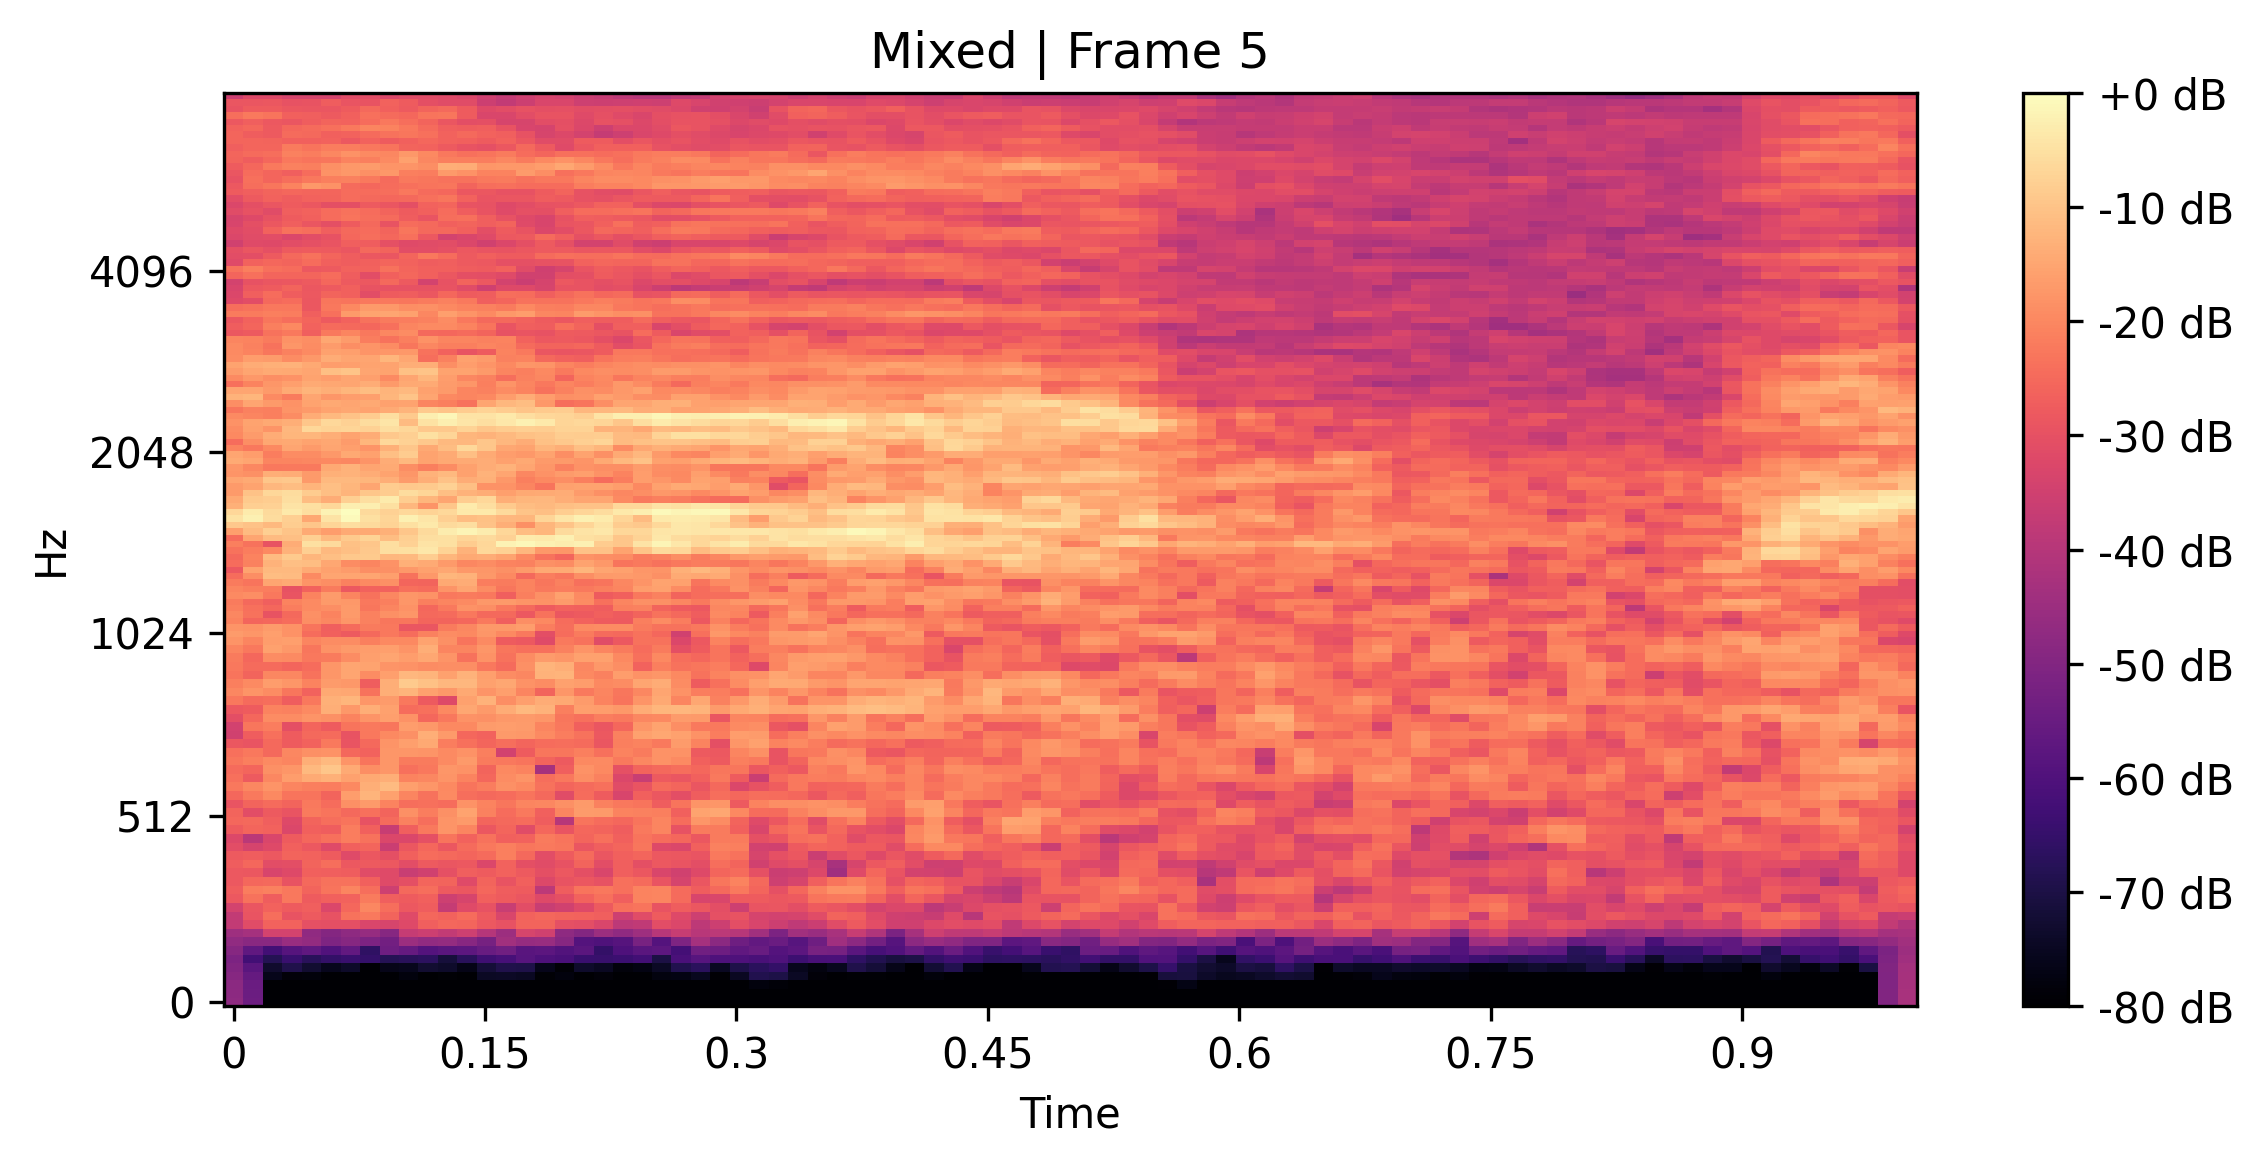 Mixed | Frame 5
+0 dB
-10 dB
-20 dB
-30 dB
-40 dB
-50 dB
-60 dB
-70 dB
-80 dB
Hz
4096
2048
1024
512
0
0 0.15 0.3 0.45 0.6 0.75 0.9
Time